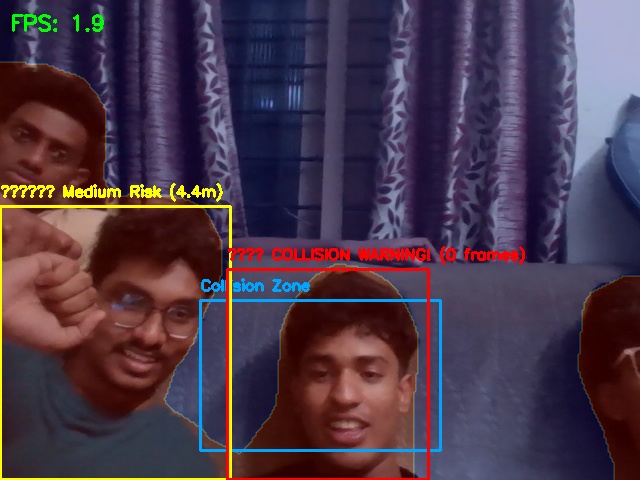 FPS: 1.9
?????? Medium Risk (4.4m)
???? COLLISION WARNING! (0 frames)
Collision Zone